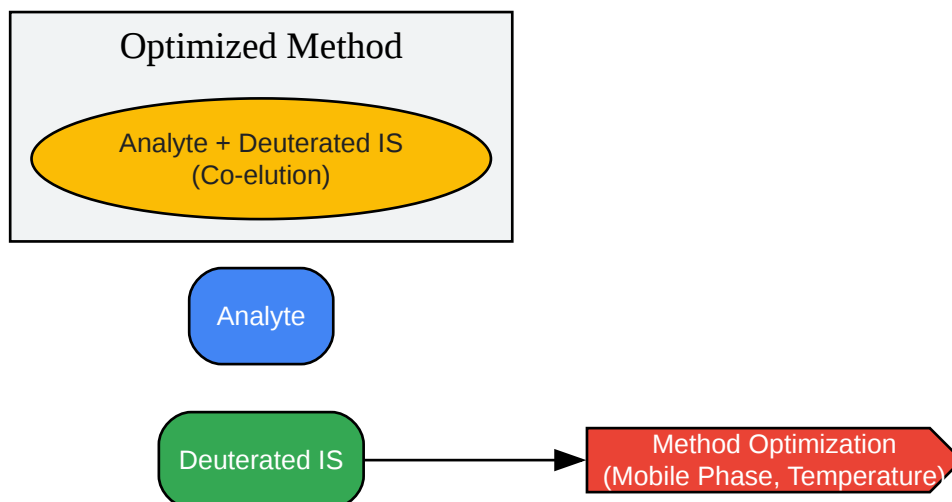 Optimized Method
Analyte + Deuterated IS
(Co-elution)
Analyte
Deuterated IS
Method Optimization
(Mobile Phase, Temperature)